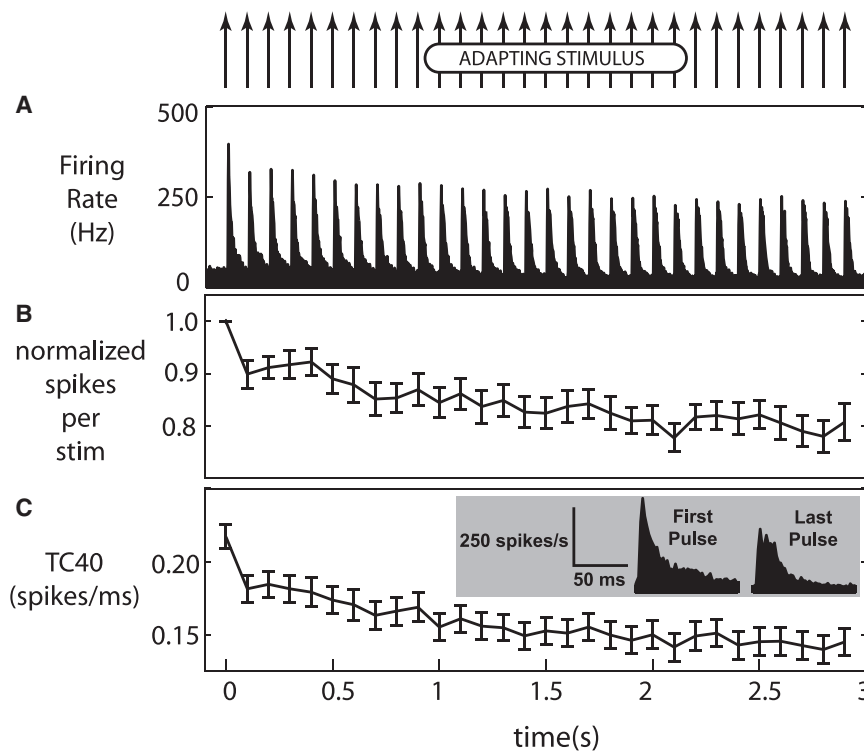 ADAPTING STIMULUS
A
500
Firing
Rate
(Hz)
250
0
B
1.0
normalized
spikes
per
stim
0.9
0.8
C
TC40
(spikes/ms)
0.20
0.15
250 spikes/s
50 ms
First
Pulse
Last
Pulse
0 0.5 1 1.5 2 2.5 3
time(s)